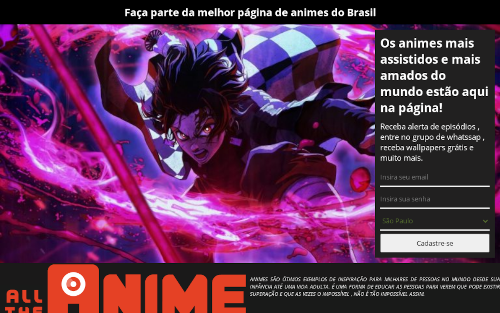 Faça parte da melhor página de animes do Brasil
Os animes mais
assistidos e mais
amados do
mundo estão aqui
na página!
Receba alerta de episódios ,
entre no grupo de whatssap ,
receba wallpapers grátis e
muito mais.
Insira seu email
Insira sua senha
São Paulo
Cadastre-se
ALL
THE
ANIME
ANIMES SÃO ÓTIMOS EXEMPLOS DE INSPIRAÇÃO PARA MILHARES DE PESSOAS NO MUNDO DESDE SUA
INFÂNCIA ATÉ UMA VIDA ADULTA. É UMA FORMA DE EDUCAR AS PESSOAS PARA VEREM QUE PODE EXISTIR
SUPERAÇÃO E QUE AS VEZES O IMPOSSÍVEL , NÃO É TÃO IMPOSSÍVEL ASSIM.